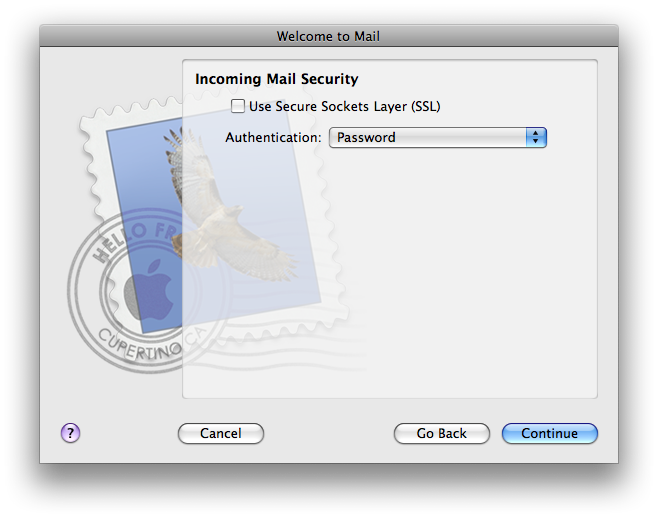 Welcome to Mail
Incoming Mail Security
Use Secure Sockets Layer (SSL)
Authentication: Password
HELLO FR
CUPERTINO, CA
?
Cancel
Go Back
Continue